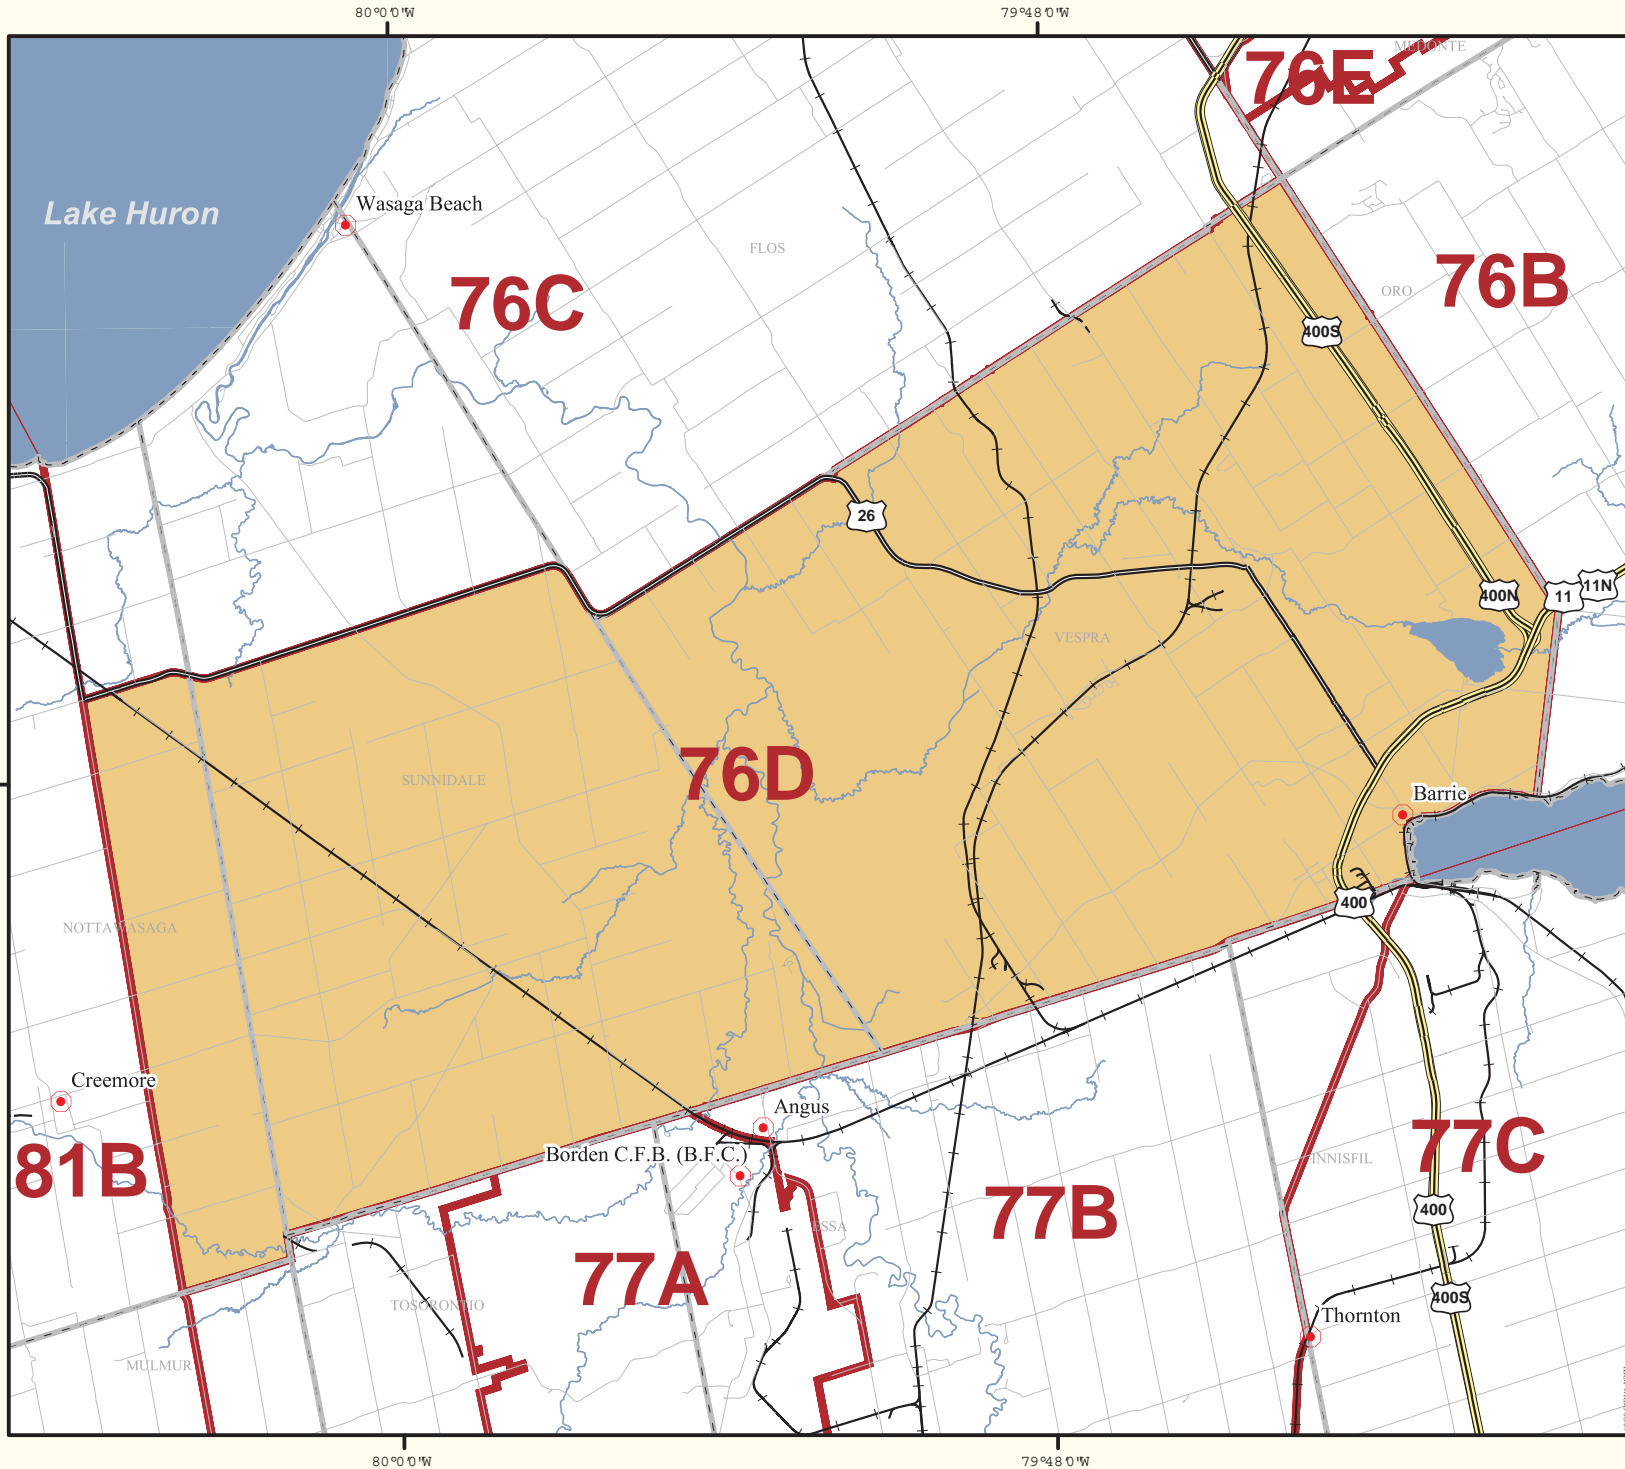 80°0'0"W
79°48'0"W
MEDONTE
76E
Lake Huron
Wasaga Beach
FLOS
76C
76B
ORO
400S
26
400N
11
11N
VESPRA
76D
SUNNIDALE
Barrie
400
NOTTAWASAGA
Creemore
Angus
Borden C.F.B. (B.F.C.)
81B
77C
INNISFIL
77B
ESSA
400
77A
400S
TOSORONTIO
Thornton
MULMUR
80°0'0"W
79°48'0"W